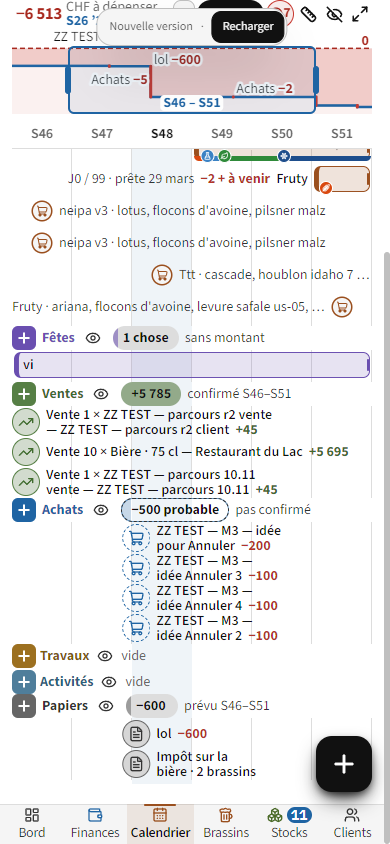 −6 513 CHF à dépenser
S26
Nouvelle version · Recharger
7
ZZ TEST
0
lol −600
Achats −5
Achats −2
S46 – S51
S46 S47 S48 S49 S50 S51
J0 / 99 · prête 29 mars −2 + à venir Fruty
neipa v3 · lotus, flocons d'avoine, pilsner malz
neipa v3 · lotus, flocons d'avoine, pilsner malz
Ttt · cascade, houblon idaho 7 …
Fruty · ariana, flocons d'avoine, levure safale us-05, …
Fêtes 1 chose sans montant
vi
Ventes +5 785 confirmé S46–S51
Vente 1 × ZZ TEST — parcours r2 vente
— ZZ TEST — parcours r2 client +45
Vente 10 × Bière · 75 cl — Restaurant du Lac +5 695
Vente 1 × ZZ TEST — parcours 10.11
vente — ZZ TEST — parcours 10.11 +45
Achats −500 probable pas confirmé
ZZ TEST — M3 — idée
pour Annuler −200
ZZ TEST — M3 —
idée Annuler 3 −100
ZZ TEST — M3 —
idée Annuler 4 −100
ZZ TEST — M3 —
idée Annuler 2 −100
Travaux vide
Activités vide
Papiers −600 prévu S46–S51
lol −600
Impôt sur la
bière · 2 brassins
11
Bord Finances Calendrier Brassins Stocks Clients